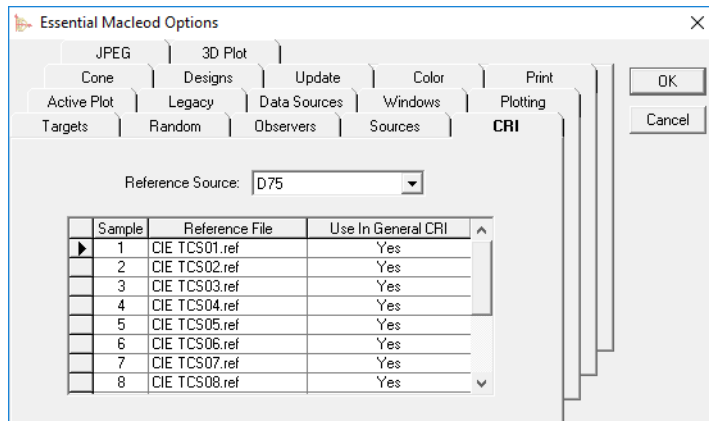 Essential Macleod Options
JPEG 3D Plot
Cone Designs Update Color Print
OK
Active Plot Legacy Data Sources Windows Plotting
Cancel
Targets Random Observers Sources CRI
Reference Source: D75
Sample Reference File Use In General CRI
1 CIE TCS01.ref Yes
2 CIE TCS02.ref Yes
3 CIE TCS03.ref Yes
4 CIE TCS04.ref Yes
5 CIE TCS05.ref Yes
6 CIE TCS06.ref Yes
7 CIE TCS07.ref Yes
8 CIE TCS08.ref Yes